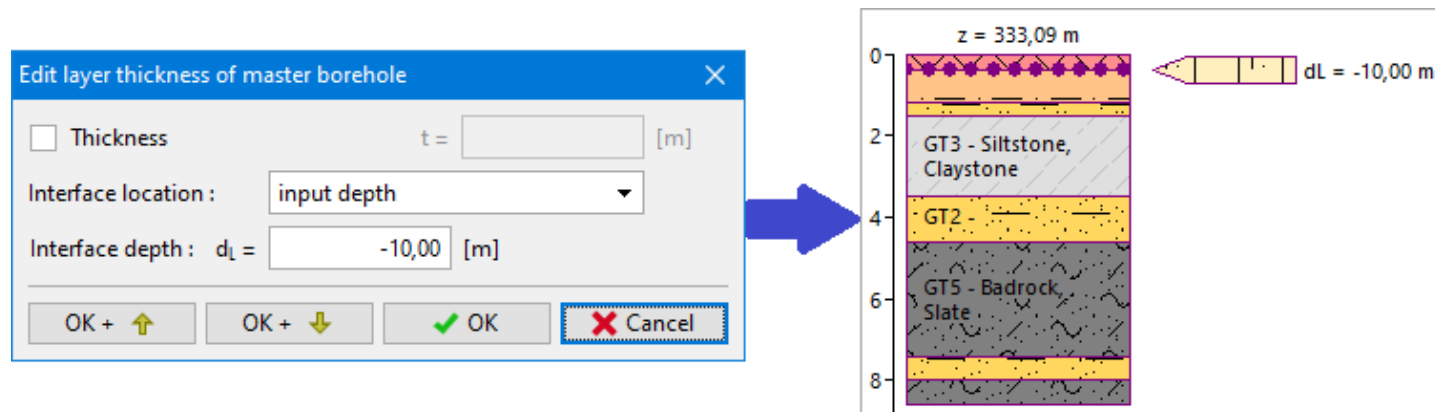 Edit layer thickness of master borehole
Thickness t = [m]
Interface location : input depth
Interface depth : dL = -10,00 [m]
OK + OK + OK Cancel
z = 333,09 m
0
dL = -10,00 m
2
GT3 - Siltstone,
Claystone
4
GT2 -
GT5 - Badrock,
Slate
6
8